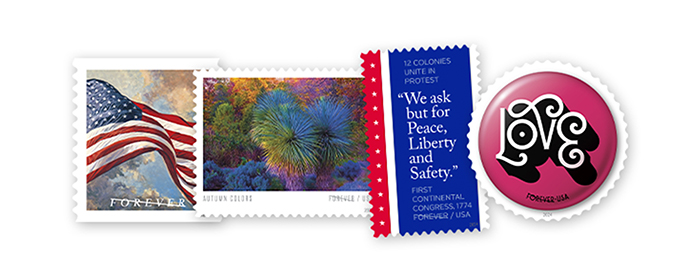 FOREVER
AUTUMN COLORS
FOREVER / U
12 COLONIES
UNITE IN
PROTEST
“We ask
but for
Peace,
Liberty
and
Safety.”
FIRST
CONTINENTAL
CONGRESS, 1774
FOREVER / USA
LOVE
FOREVER•USA